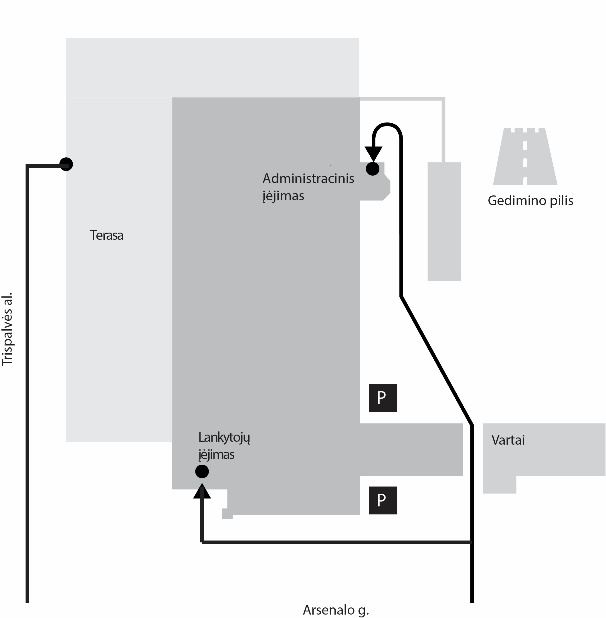 Administracinis
įėjimas
Gedimino pilis
Terasa
Trispalvės al.
P
Lankytojų
įėjimas
Vartai
P
Arsenalo g.